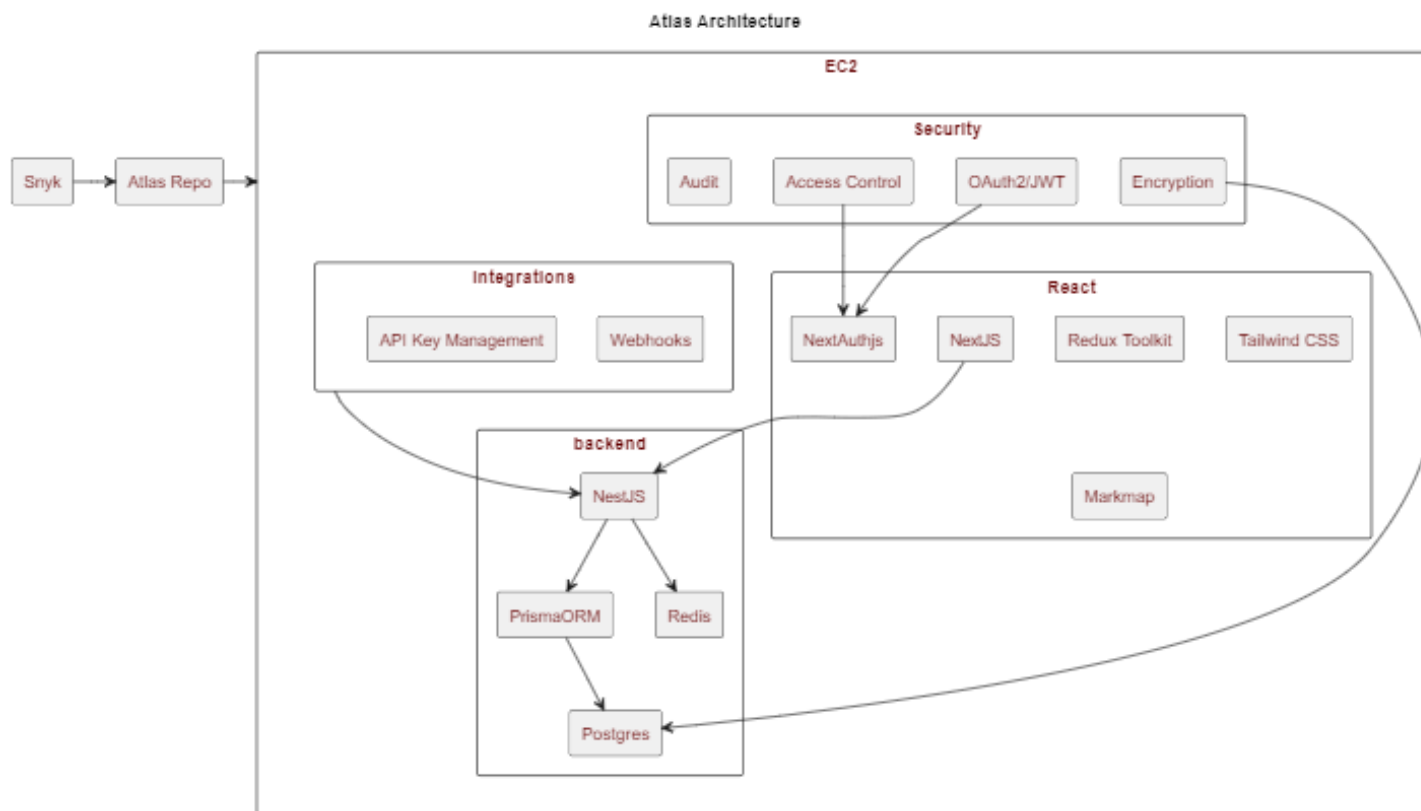 Atlas Architecture
EC2
Security
Snyk
Atlas Repo
Audit
Access Control
OAuth2/JWT
Encryption
Integrations
React
API Key Management
Webhooks
NextAuthjs
NextJS
Redux Toolkit
Tailwind CSS
backend
NestJS
Markmap
PrismaORM
Redis
Postgres